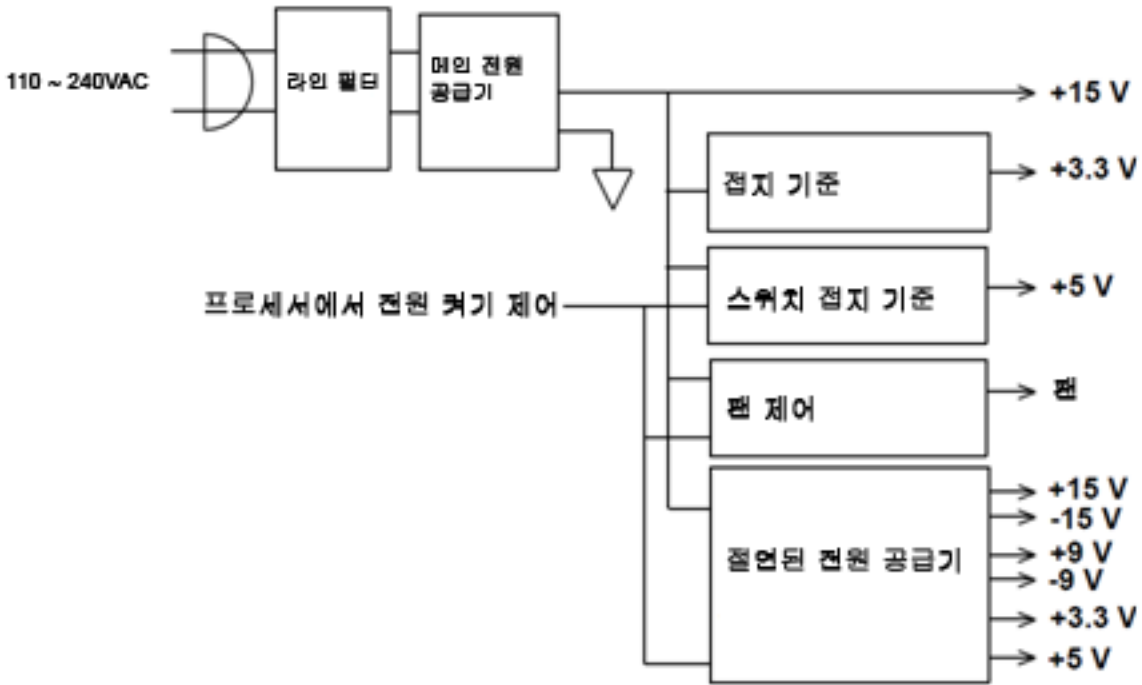 110 ~ 240VAC
라인 필터
메인 전원
공급기
+15 V
접지 기준
+3.3 V
프로세서에서 전원 켜기 제어
스위치 접지 기준
+5 V
팬 제어
팬
절연된 전원 공급기
+15 V
-15 V
+9 V
-9 V
+3.3 V
+5 V